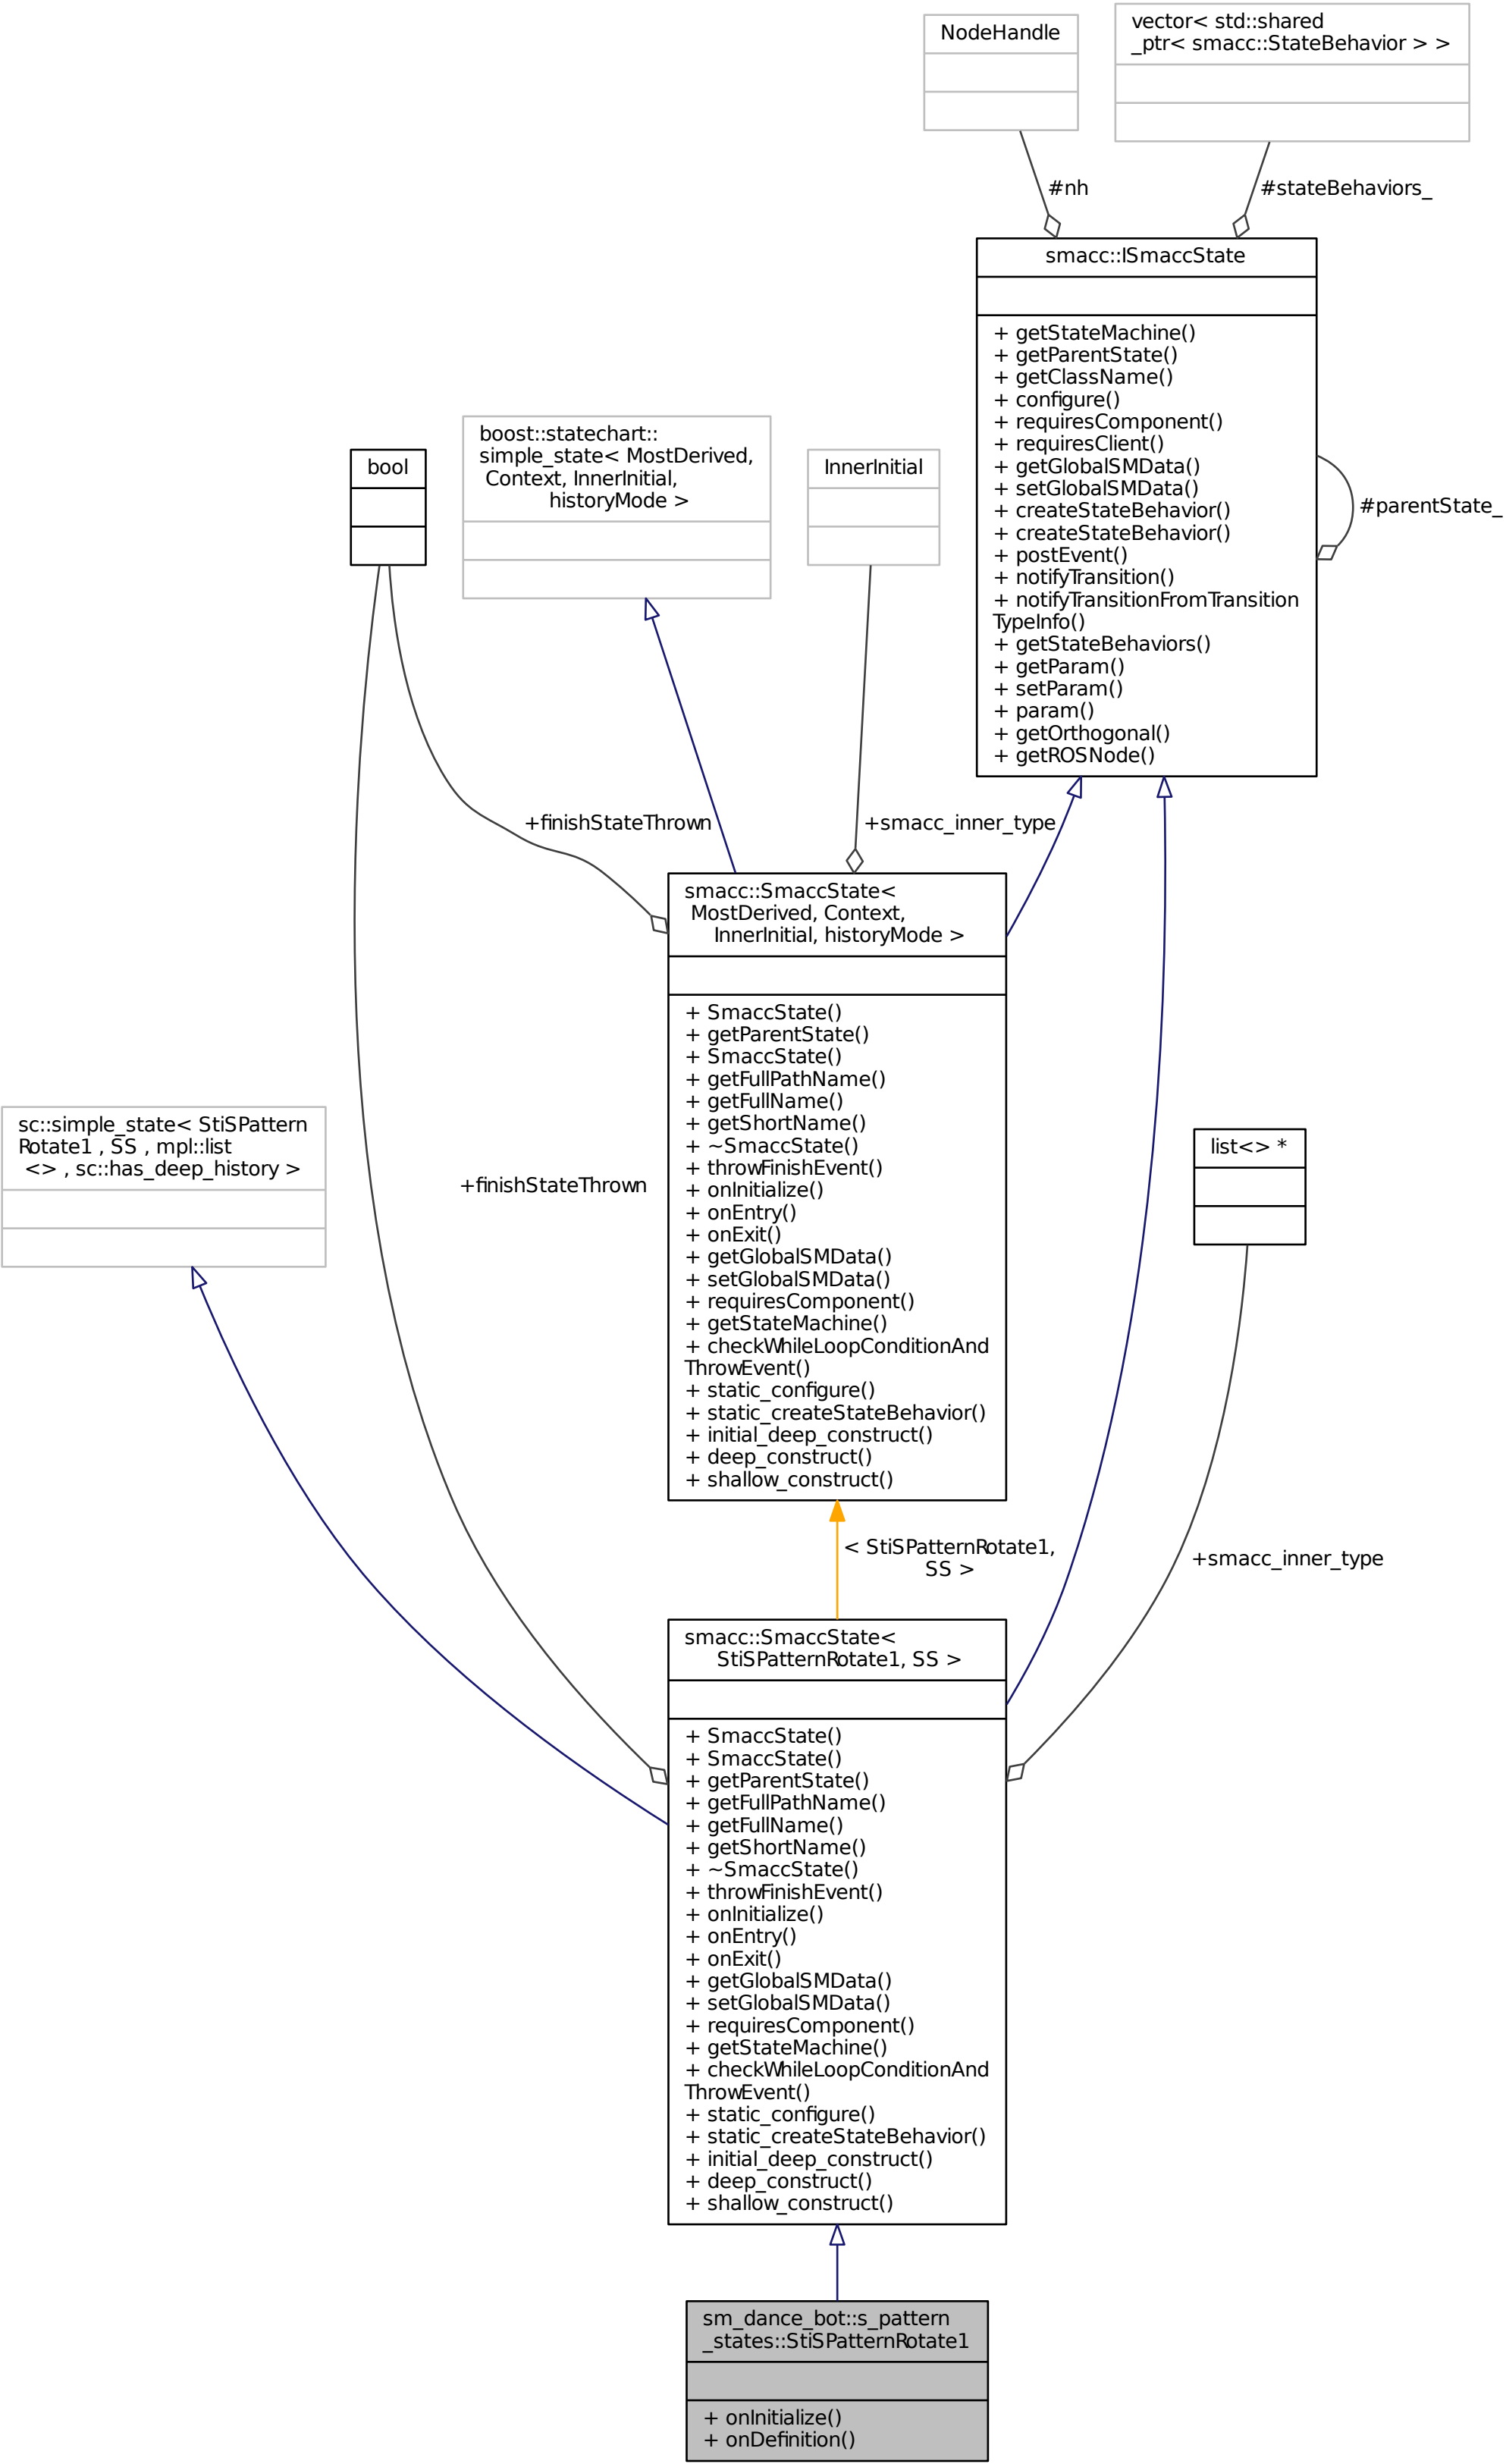 NodeHandle
vector< std::shared
_ptr< smacc::StateBehavior > >
#nh
#stateBehaviors_
smacc::ISmaccState
+ getStateMachine()
+ getParentState()
+ getClassName()
+ configure()
+ requiresComponent()
+ requiresClient()
+ getGlobalSMData()
+ setGlobalSMData()
+ createStateBehavior()
+ createStateBehavior()
+ postEvent()
+ notifyTransition()
+ notifyTransitionFromTransition
TypeInfo()
+ getStateBehaviors()
+ getParam()
+ setParam()
+ param()
+ getOrthogonal()
+ getROSNode()
#parentState_
bool
boost::statechart::
simple_state< MostDerived,
Context, InnerInitial,
historyMode >
InnerInitial
+finishStateThrown
+smacc_inner_type
smacc::SmaccState<
MostDerived, Context,
InnerInitial, historyMode >
+ SmaccState()
+ getParentState()
+ SmaccState()
+ getFullPathName()
+ getFullName()
+ getShortName()
+ ~SmaccState()
+ throwFinishEvent()
+ onInitialize()
+ onEntry()
+ onExit()
+ getGlobalSMData()
+ setGlobalSMData()
+ requiresComponent()
+ getStateMachine()
+ checkWhileLoopConditionAnd
ThrowEvent()
+ static_configure()
+ static_createStateBehavior()
+ initial_deep_construct()
+ deep_construct()
+ shallow_construct()
sc::simple_state< StiSPattern
Rotate1 , SS , mpl::list
<> , sc::has_deep_history >
+finishStateThrown
list<> *
< StiSPatternRotate1,
SS >
+smacc_inner_type
smacc::SmaccState<
StiSPatternRotate1, SS >
+ SmaccState()
+ SmaccState()
+ getParentState()
+ getFullPathName()
+ getFullName()
+ getShortName()
+ ~SmaccState()
+ throwFinishEvent()
+ onInitialize()
+ onEntry()
+ onExit()
+ getGlobalSMData()
+ setGlobalSMData()
+ requiresComponent()
+ getStateMachine()
+ checkWhileLoopConditionAnd
ThrowEvent()
+ static_configure()
+ static_createStateBehavior()
+ initial_deep_construct()
+ deep_construct()
+ shallow_construct()
sm_dance_bot::s_pattern
_states::StiSPatternRotate1
+ onInitialize()
+ onDefinition()